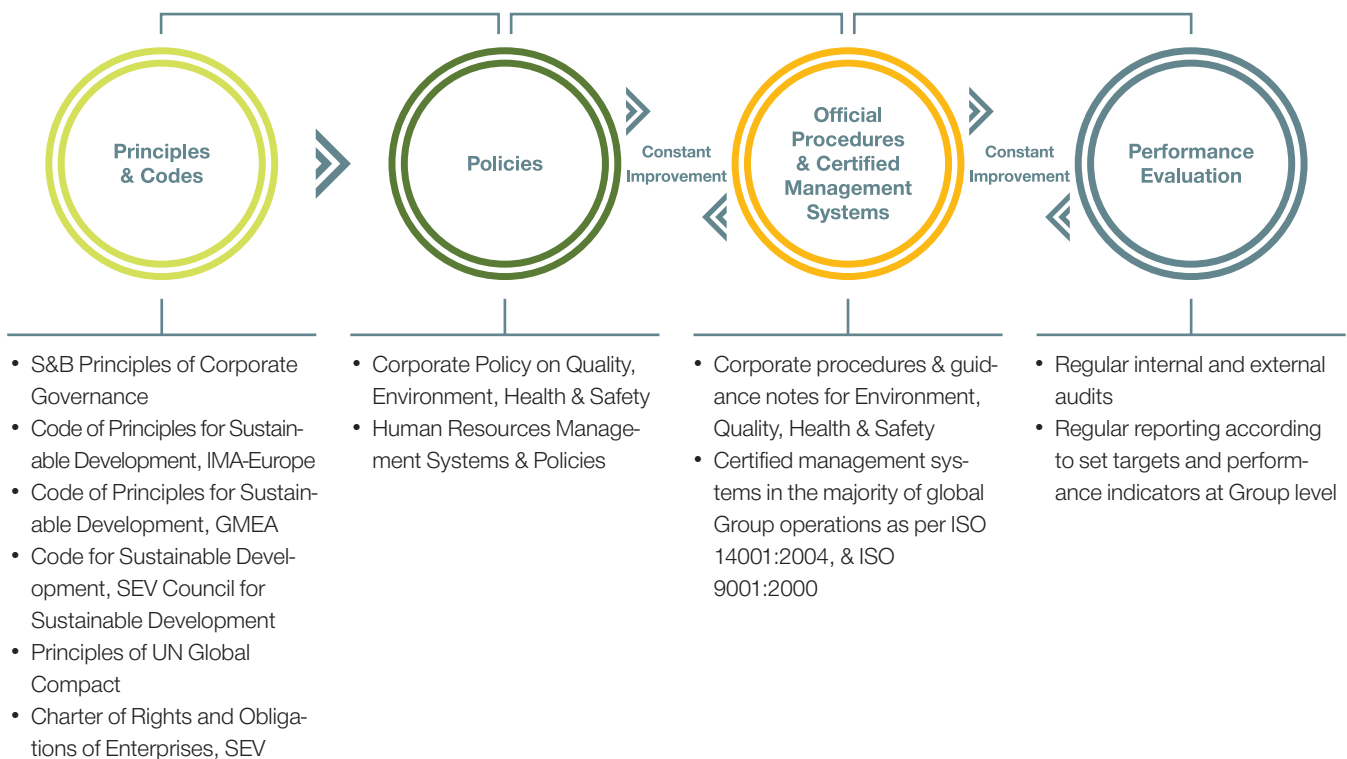 Principles
& Codes
Policies
Constant
Improvement
Official
Procedures
& Certified
Management
Systems
Constant
Improvement
Performance
Evaluation
• S&B Principles of Corporate
Governance
• Code of Principles for Sustain-
able Development, IMA-Europe
• Code of Principles for Sustain-
able Development, GMEA
• Code for Sustainable Devel-
opment, SEV Council for
Sustainable Development
• Principles of UN Global
Compact
• Charter of Rights and Obliga-
tions of Enterprises, SEV
• Corporate Policy on Quality,
Environment, Health & Safety
• Human Resources Manage-
ment Systems & Policies
• Corporate procedures & guid-
ance notes for Environment,
Quality, Health & Safety
• Certified management sys-
tems in the majority of global
Group operations as per ISO
14001:2004, & ISO
9001:2000
• Regular internal and external
audits
• Regular reporting according
to set targets and perform-
ance indicators at Group level